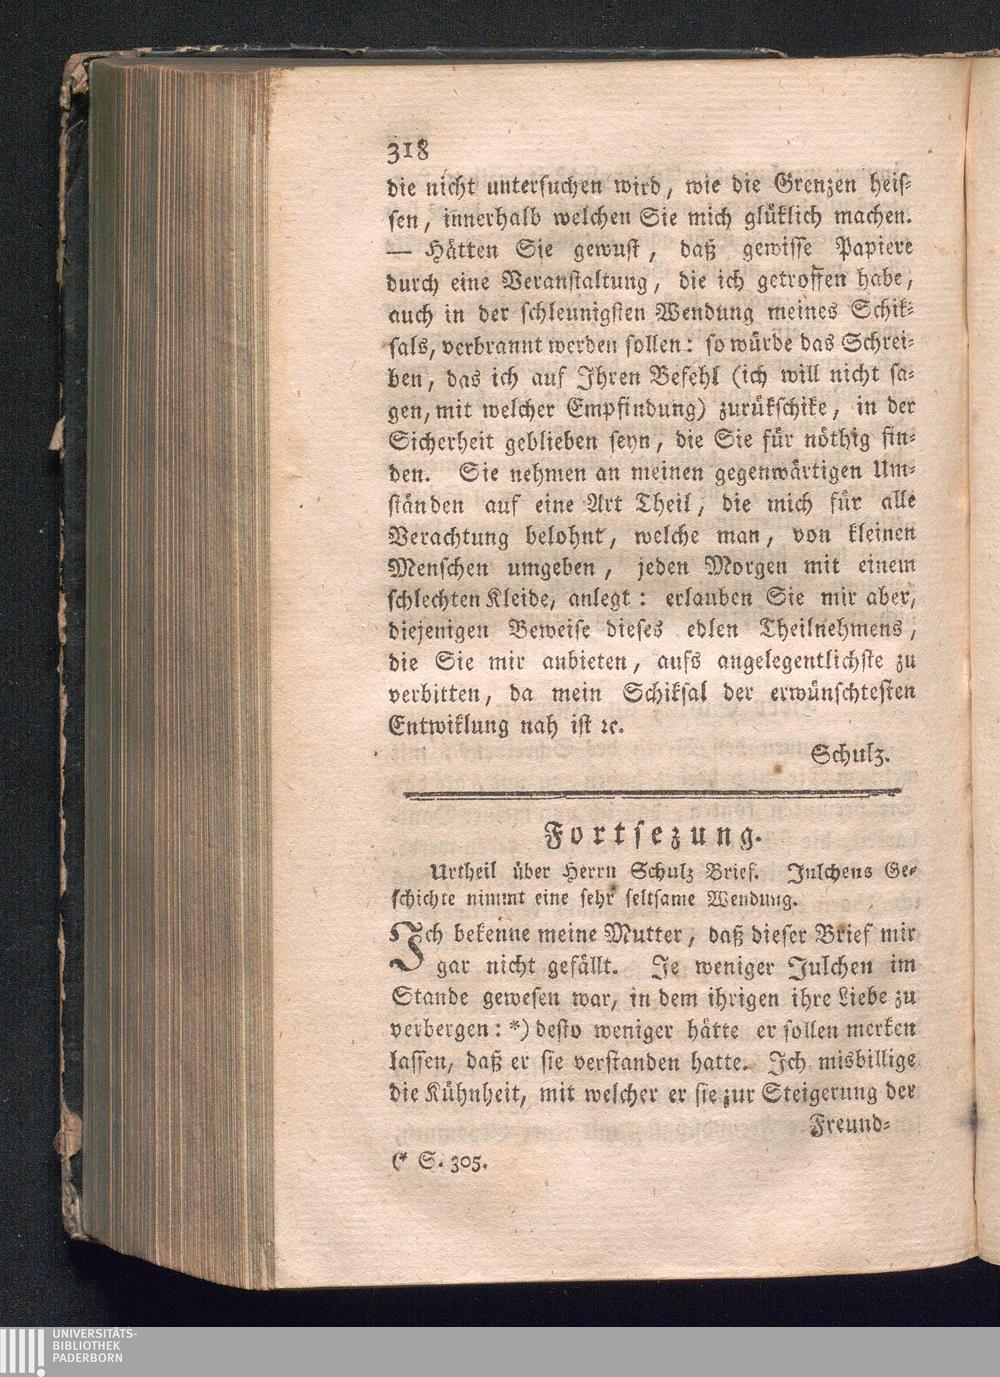 318
die nicht untersuchen wird, wie die Grenzen heis-
sen, innerhalb welchen Sie mich glüklich machen.
— Hätten Sie gewust, daß gewisse Papiere
durch eine Veranstaltung, die ich getroffen habe,
auch in der schleunigsten Wendung meines Schik-
sals, verbrannt werden sollen: so würde das Schrei-
ben, das ich auf Ihren Befehl (ich will nicht sa-
gen, mit welcher Empfindung) zurükschike, in der
Sicherheit geblieben seyn, die Sie für nöthig fin-
den. Sie nehmen an meinen gegenwärtigen Um-
ständen auf eine Art Theil, die mich für alle
Verachtung belohnt, welche man, von kleinen
Menschen umgeben, jeden Morgen mit einem
schlechten Kleide, anlegt: erlauben Sie mir aber,
diejenigen Beweise dieses edlen Theilnehmens,
die Sie mir anbieten, aufs angelegentlichste zu
verbitten, da mein Schiksal der erwünschtesten
Entwiklung nah ist ꝛc.
Schulz.
Fortsezung.
Urtheil über Herrn Schulz Brief. Julchens Ge-
schichte nimmt eine sehr seltsame Wendung.
Ich bekenne meine Mutter, daß dieser Brief mir
gar nicht gefällt. Je weniger Julchen im
Stande gewesen war, in dem ihrigen ihre Liebe zu
verbergen: *) desto weniger hätte er sollen merken
lassen, daß er sie verstanden hatte. Ich misbillige
die Kühnheit, mit welcher er sie zur Steigerung der
Freund-
(* S. 305.
UNIVERSITÄTS-
BIBLIOTHEK
PADERBORN